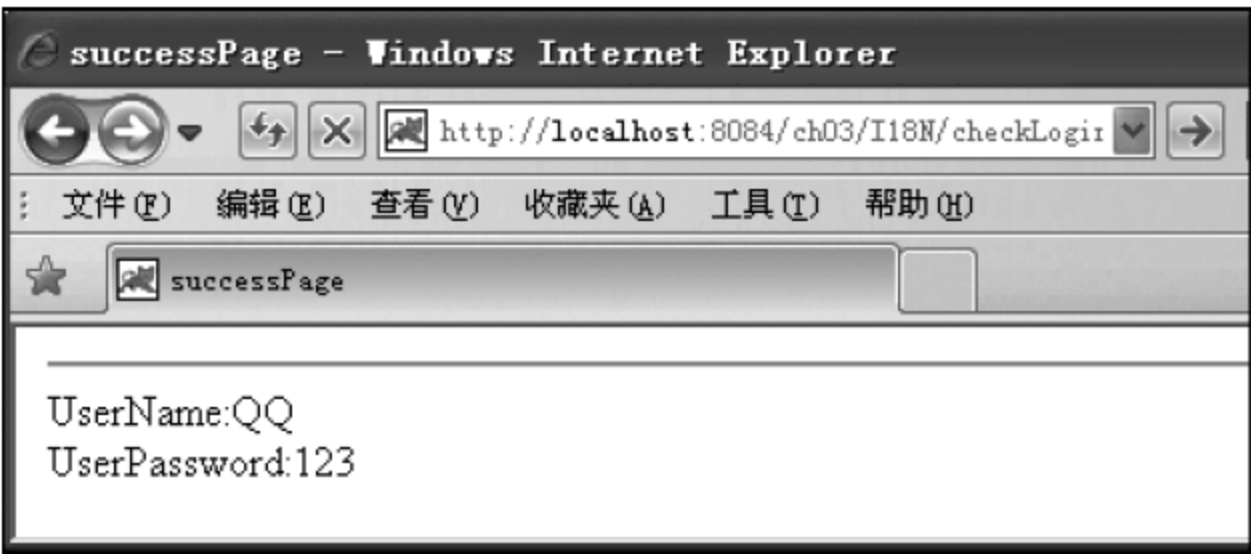 successPage - Windows Internet Explorer
http://localhost:8084/ch03/I18N/checkLogin
文件(F) 编辑(E) 查看(V) 收藏夹(A) 工具(T) 帮助(H)
successPage
UserName:QQ
UserPassword:123